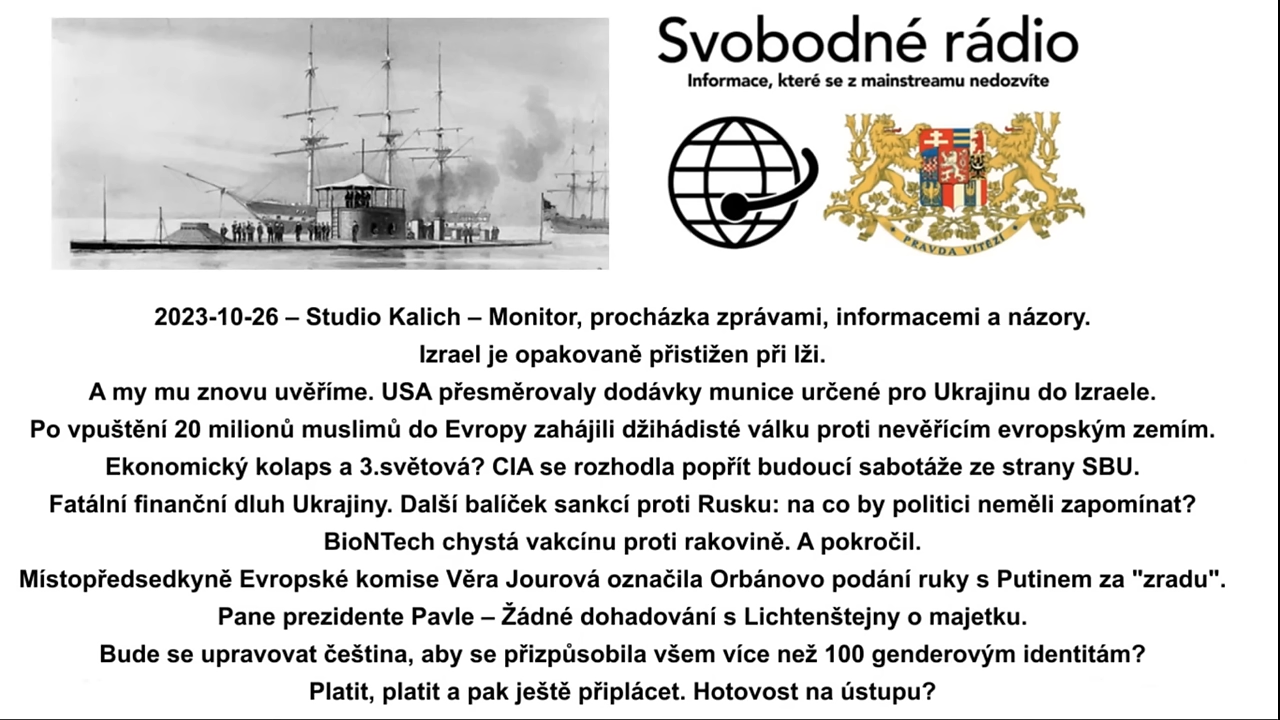 Svobodné rádio
Informace, které se z mainstreamu nedozvíte
PRAVDA VÍTĚZÍ
2023-10-26 – Studio Kalich – Monitor, procházka zprávami, informacemi a názory.
Izrael je opakovaně přistižen při lži.
A my mu znovu uvěříme. USA přesměrovaly dodávky munice určené pro Ukrajinu do Izraele.
Po vpuštění 20 milionů muslimů do Evropy zahájili džihádisté válku proti nevěřícím evropským zemím.
Ekonomický kolaps a 3.světová? CIA se rozhodla popřít budoucí sabotáže ze strany SBU.
Fatální finanční dluh Ukrajiny. Další balíček sankcí proti Rusku: na co by politici neměli zapomínat?
BioNTech chystá vakcínu proti rakovině. A pokročil.
Místopředsedkyně Evropské komise Věra Jourová označila Orbánovo podání ruky s Putinem za "zradu".
Pane prezidente Pavle – Žádné dohadování s Lichtenštejny o majetku.
Bude se upravovat čeština, aby se přizpůsobila všem více než 100 genderovým identitám?
Platit, platit a pak ještě připlácet. Hotovost na ústupu?